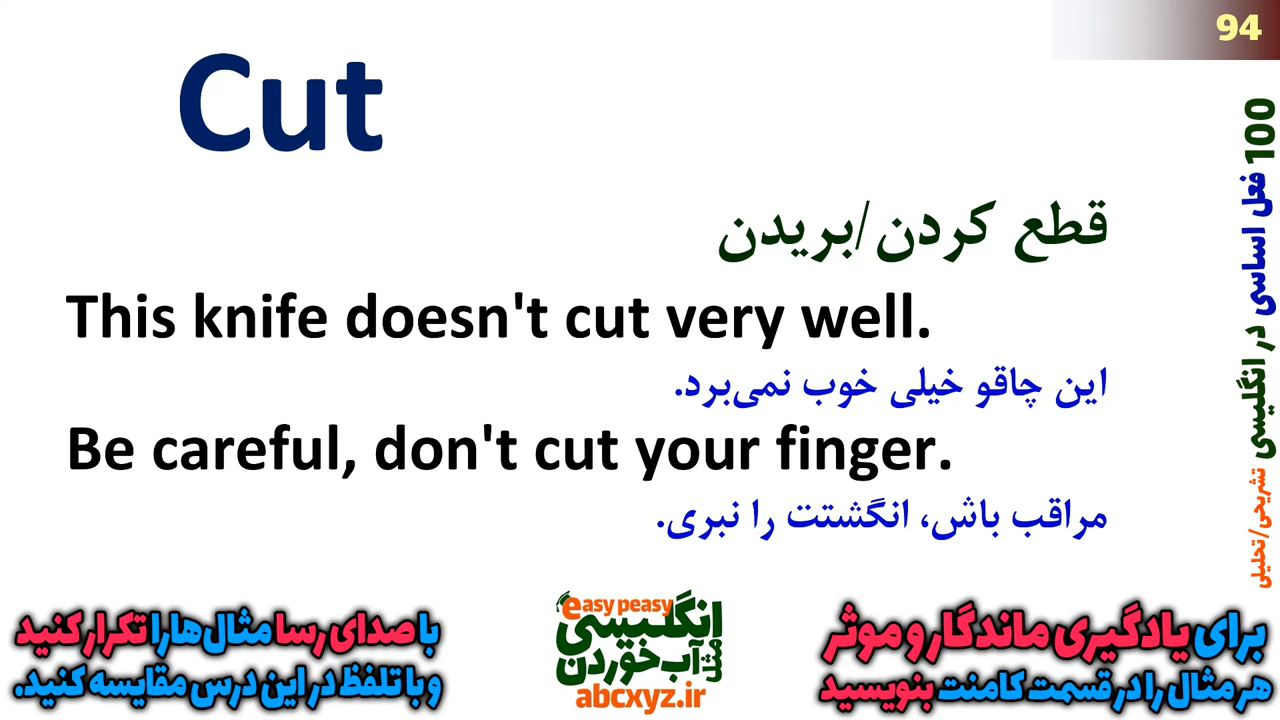 94
Cut
قطع کردن/بریدن
This knife doesn't cut very well.
این چاقو خیلی خوب نمی‌برد.
Be careful, don't cut your finger.
مراقب باش، انگشتت را نبری.
100 فعل اساسی در انگلیسی تشریحی/تحلیلی
برای یادگیری ماندگار و موثر
هر مثال را در قسمت کامنت بنویسید
easy peasy
انگلیسی
مثل آب خوردن
abcxyz.ir
با صدای رسا مثال‌ها را تکرار کنید
و با تلفظ در این درس مقایسه کنید.